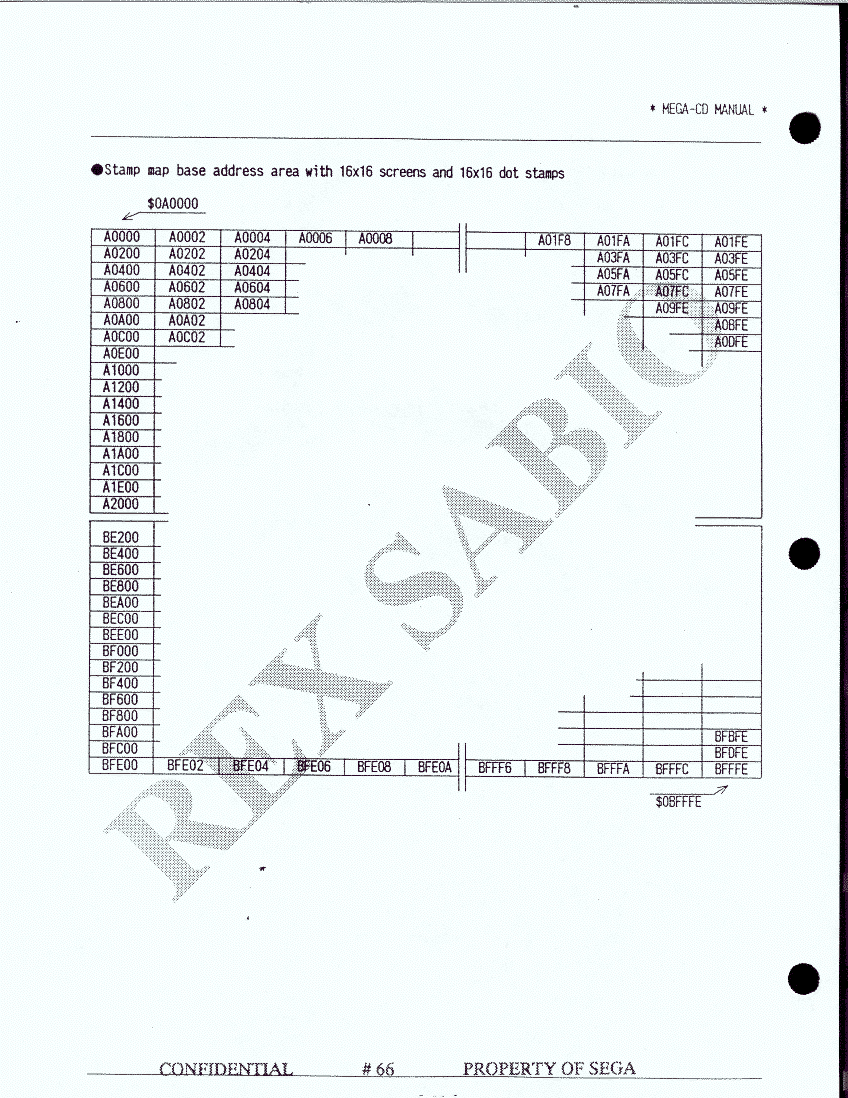 * MEGA-CD MANUAL *
●Stamp map base address area with 16x16 screens and 16x16 dot stamps
$0A0000
A0000 A0002 A0004 A0006 A0008 A01F8 A01FA A01FC A01FE
A0200 A0202 A0204 A03FA A03FC A03FE
A0400 A0402 A0404 A05FA A05FC A05FE
A0600 A0602 A0604 A07FA A07FC A07FE
A0800 A0802 A0804 A09FE A09FE
A0A00 A0A02 A0BFE
A0C00 A0C02 A0DFE
A0E00
A1000
A1200
A1400
A1600
A1800
A1A00
A1C00
A1E00
A2000
BE200
BE400
BE600
BE800
BEA00
BEC00
BEE00
BF000
BF200
BF400
BF600
BF800
BFA00 BFBFE
BFC00 BFDFE
BFE00 BFE02 BFE04 BFE06 BFE08 BFE0A BFFF6 BFFF8 BFFFA BFFFC BFFFE
$0BFFFE
REX SABIO
CONFIDENTIAL # 66 PROPERTY OF SEGA